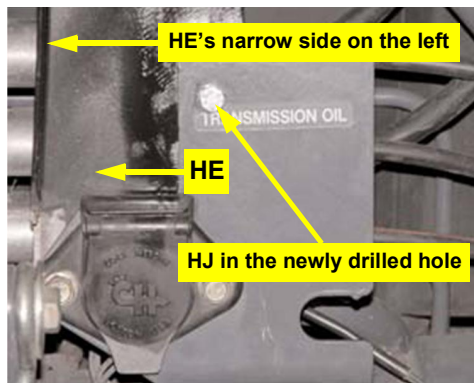 HE's narrow side on the left
TRANSMISSION OIL
HE
HJ in the newly drilled hole